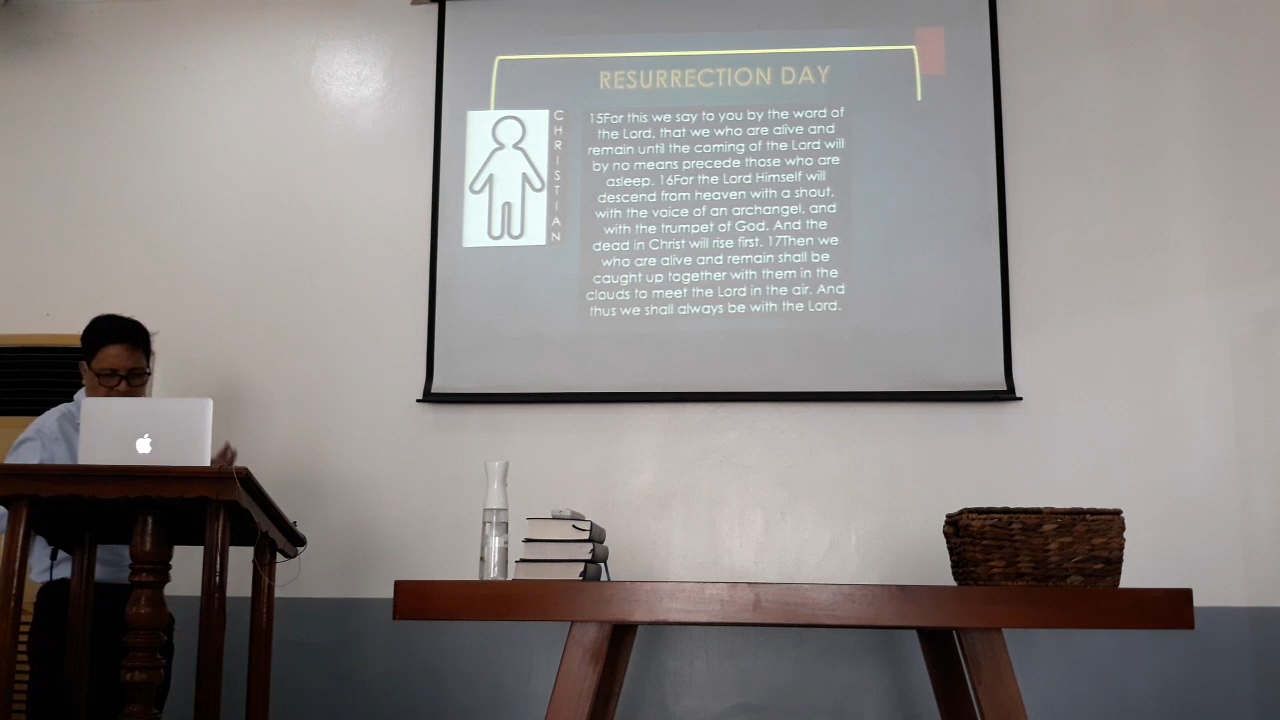 RESURRECTION DAY
CHRISTIAN
15For this we say to you by the word of
the Lord, that we who are alive and
remain until the coming of the Lord will
by no means precede those who are
asleep. 16For the Lord Himself will
descend from heaven with a shout,
with the voice of an archangel, and
with the trumpet of God. And the
dead in Christ will rise first. 17Then we
who are alive and remain shall be
caught up together with them in the
clouds to meet the Lord in the air. And
thus we shall always be with the Lord.